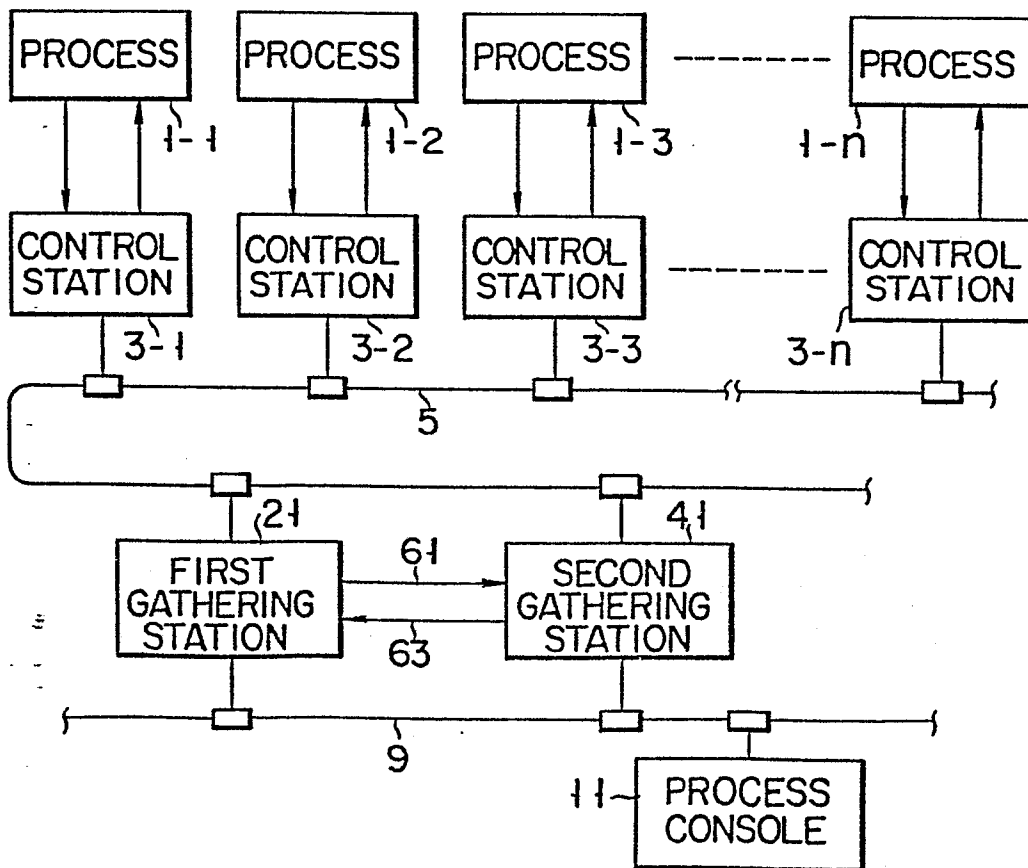 PROCESS PROCESS PROCESS PROCESS
1-1 1-2 1-3 1-n
CONTROL STATION
3-1
CONTROL STATION
3-2
CONTROL STATION
3-3
CONTROL STATION
3-n
5
21
41
FIRST
GATHERING
STATION
61
63
SECOND
GATHERING
STATION
9
11
PROCESS
CONSOLE